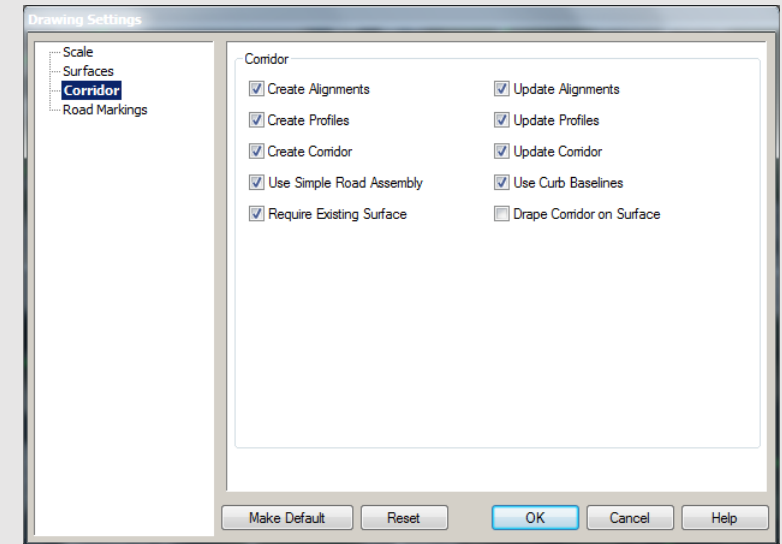 Drawing Settings
Scale
Surfaces
Corridor
Road Markings
Corridor
Create Alignments
Update Alignments
Create Profiles
Update Profiles
Create Corridor
Update Corridor
Use Simple Road Assembly
Use Curb Baselines
Require Existing Surface
Drape Corridor on Surface
Make Default
Reset
OK
Cancel
Help